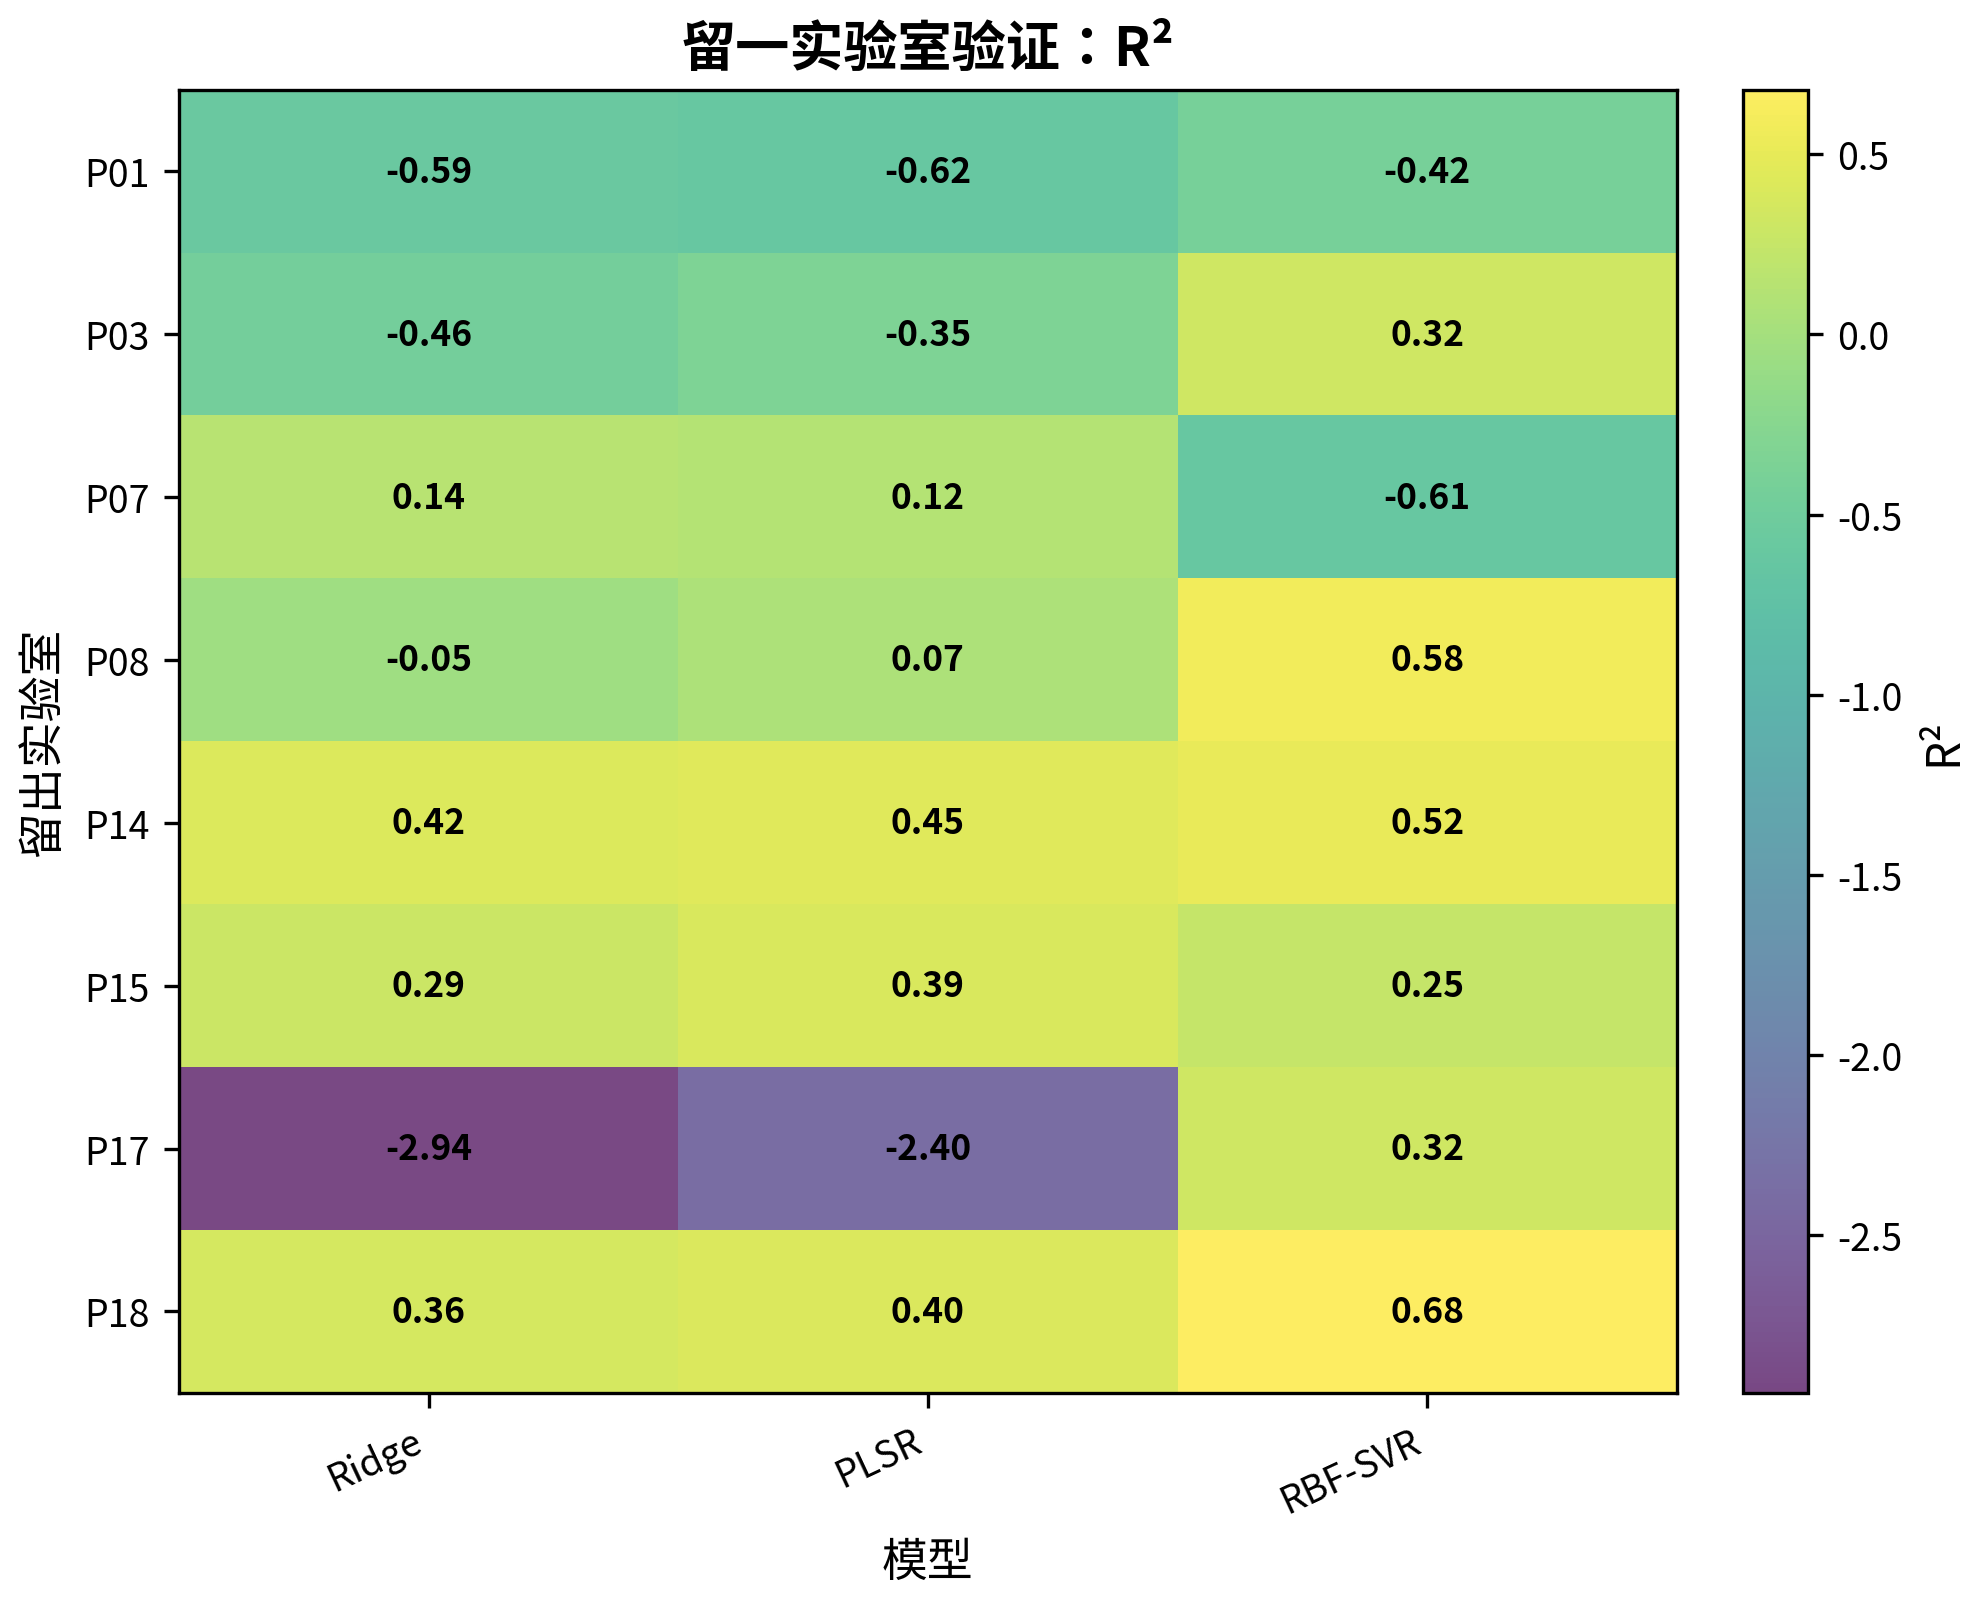 留一实验室验证：R²
P01 -0.59 -0.62 -0.42
P03 -0.46 -0.35 0.32
P07 0.14 0.12 -0.61
P08 -0.05 0.07 0.58
P14 0.42 0.45 0.52
P15 0.29 0.39 0.25
P17 -2.94 -2.40 0.32
P18 0.36 0.40 0.68
留出实验室
Ridge PLSR RBF-SVR
模型
0.5
0.0
-0.5
-1.0
-1.5
-2.0
-2.5
R²